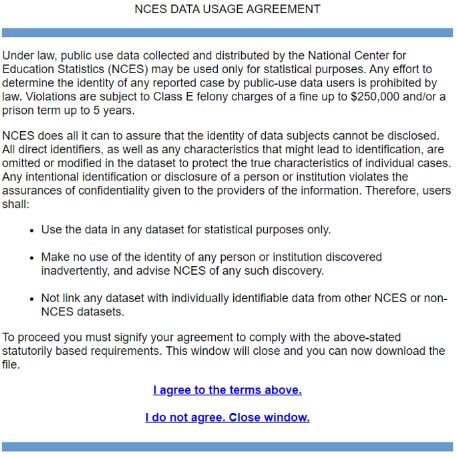 NCES DATA USAGE AGREEMENT
Under law, public use data collected and distributed by the National Center for
Education Statistics (NCES) may be used only for statistical purposes. Any effort to
determine the identity of any reported case by public-use data users is prohibited by
law. Violations are subject to Class E felony charges of a fine up to $250,000 and/or a
prison term up to 5 years.
NCES does all it can to assure that the identity of data subjects cannot be disclosed.
All direct identifiers, as well as any characteristics that might lead to identification, are
omitted or modified in the dataset to protect the true characteristics of individual cases.
Any intentional identification or disclosure of a person or institution violates the
assurances of confidentiality given to the providers of the information. Therefore, users
shall:
• Use the data in any dataset for statistical purposes only.
• Make no use of the identity of any person or institution discovered
inadvertently, and advise NCES of any such discovery.
• Not link any dataset with individually identifiable data from other NCES or non-
NCES datasets.
To proceed you must signify your agreement to comply with the above-stated
statutorily based requirements. This window will close and you can now download the
file.
I agree to the terms above.
I do not agree. Close window.